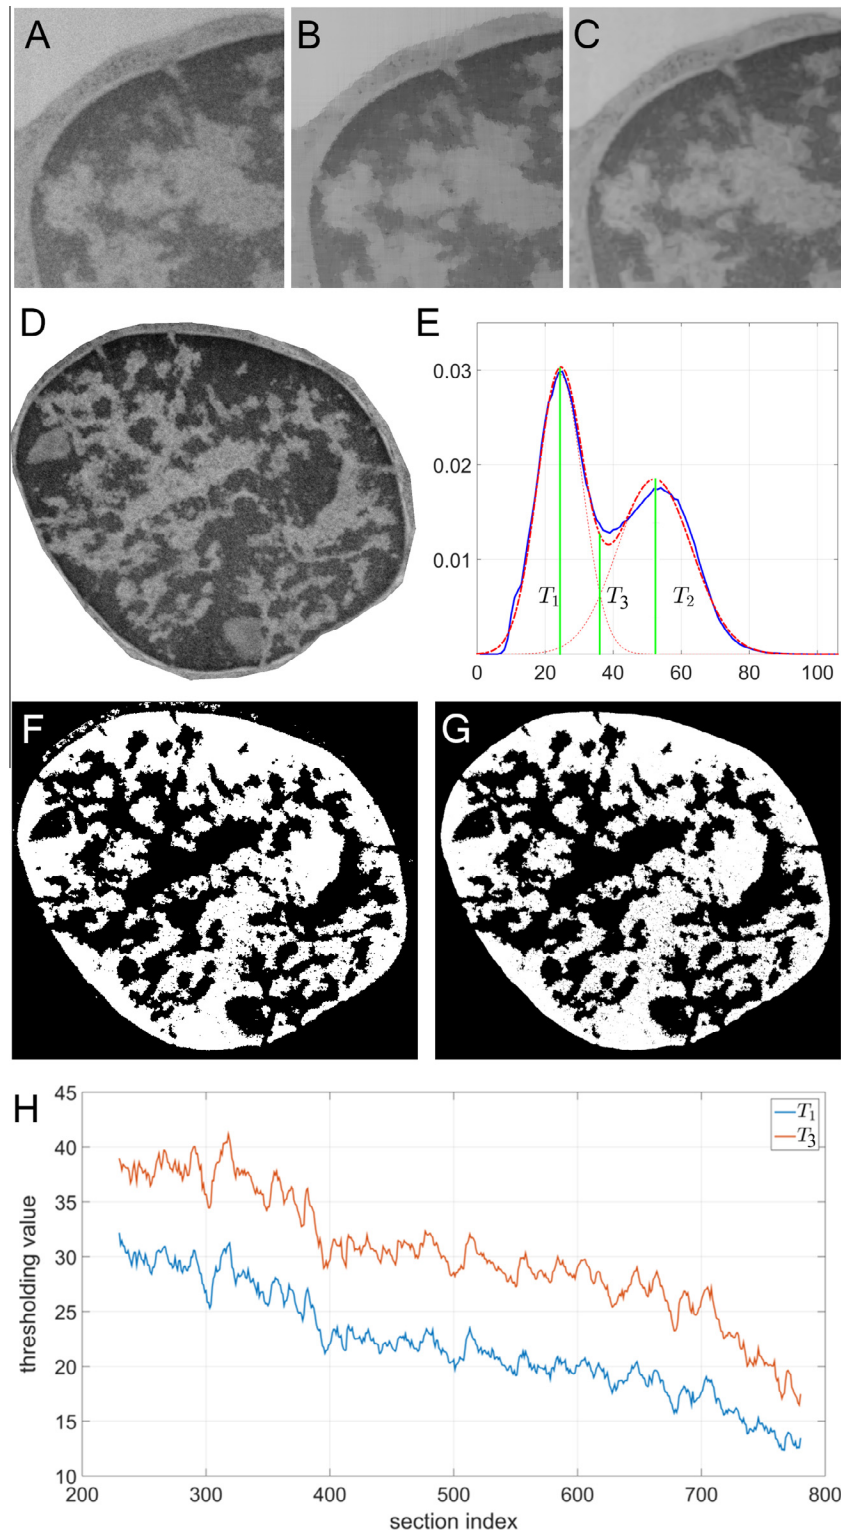 A
B
C
D
E
0.03
0.02
0.01
T1
T3
T2
0 20 40 60 80 100
F
G
H
45
40
35
30
25
20
15
10
T1
T3
thresholding value
200 300 400 500 600 700 800
section index